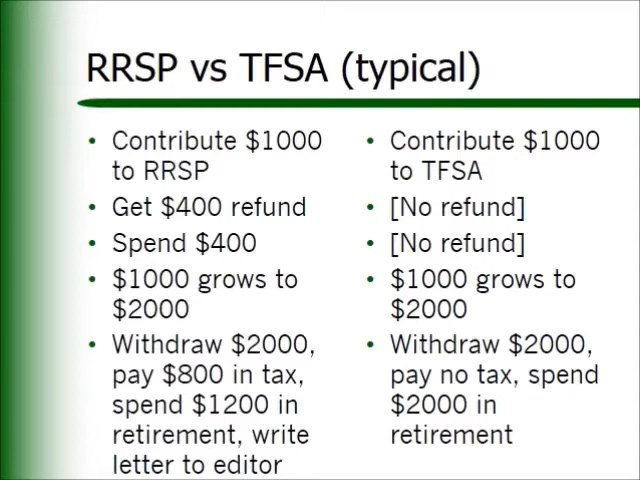 RRSP vs TFSA (typical)
• Contribute $1000
to RRSP
• Get $400 refund
• Spend $400
• $1000 grows to
$2000
• Withdraw $2000,
pay $800 in tax,
spend $1200 in
retirement, write
letter to editor
• Contribute $1000
to TFSA
• [No refund]
• [No refund]
• $1000 grows to
$2000
• Withdraw $2000,
pay no tax, spend
$2000 in
retirement